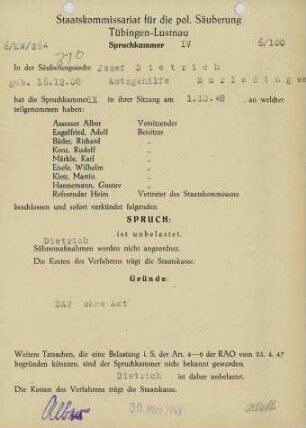 Staatskommissariat für die pol. Säuberung
Tübingen-Lustnau
6/KW/264 Spruchkammer IV 6/100
270
In der Säuberungssache Josef Dietrich
geb. 16.12.08 Amtsgehilfe Burladingen
hat die Spruchkammer IX in ihrer Sitzung am 1.10.48, an welcher
teilgenommen haben:
Assessor Alber Vorsitzender
Engelfried, Adolf Beisitzer
Bäder, Richard „
Konz, Rudolf „
Märkle, Karl „
Eisele, Wilhelm „
Klett, Martin „
Hannemann, Gustav „
Referendar Heim Vertreter des Staatskommissars
beschlossen und sofort verkündet folgenden
SPRUCH:
ist unbelastet.
Dietrich
Sühnemaßnahmen werden nicht angeordnet.
Die Kosten des Verfahrens trägt die Staatskasse.
Gründe:
DAF ohne Amt
Weitere Tatsachen, die eine Belastung i. S. der Art. 4—6 der RAO vom 25. 4. 47
begründen könnten, sind der Spruchkammer nicht bekannt geworden.
Dietrich ist daher unbelastet.
Die Kosten des Verfahrens trägt die Staatskasse.
Alber